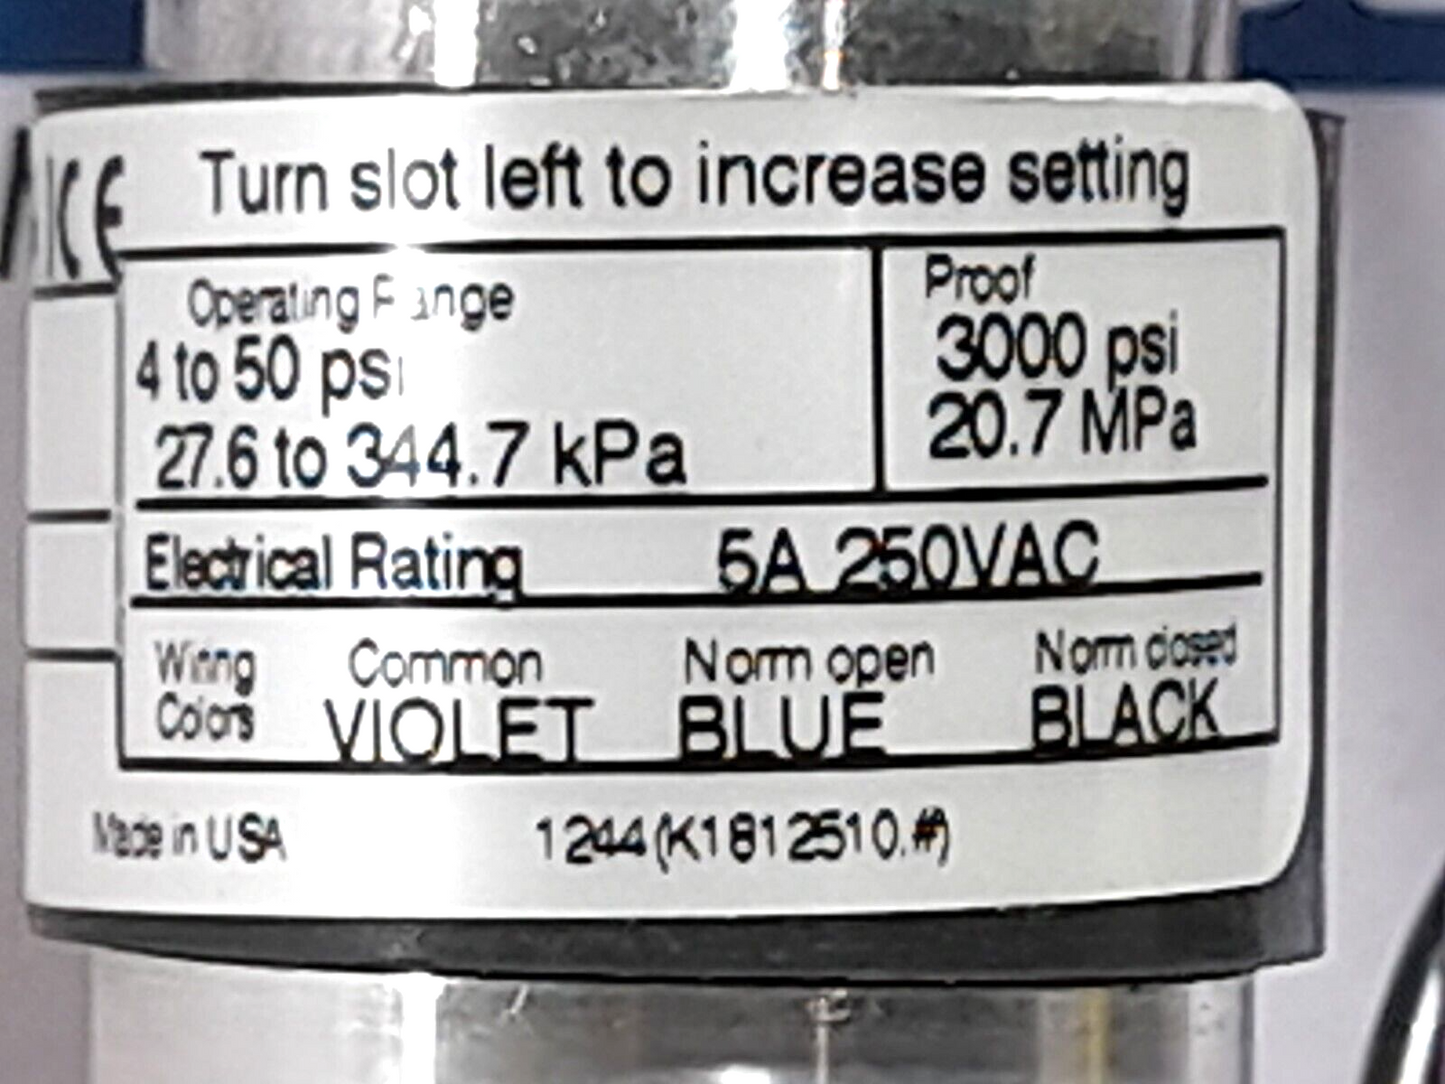 CE Turn slot left to increase setting
Operating Range
4 to 50 psi
27.6 to 344.7 kPa
Proof
3000 psi
20.7 MPa
Electrical Rating 5A 250VAC
Wiring Colors
Common
VIOLET
Norm open
BLUE
Norm closed
BLACK
Made in USA 1244(K1812510.#)